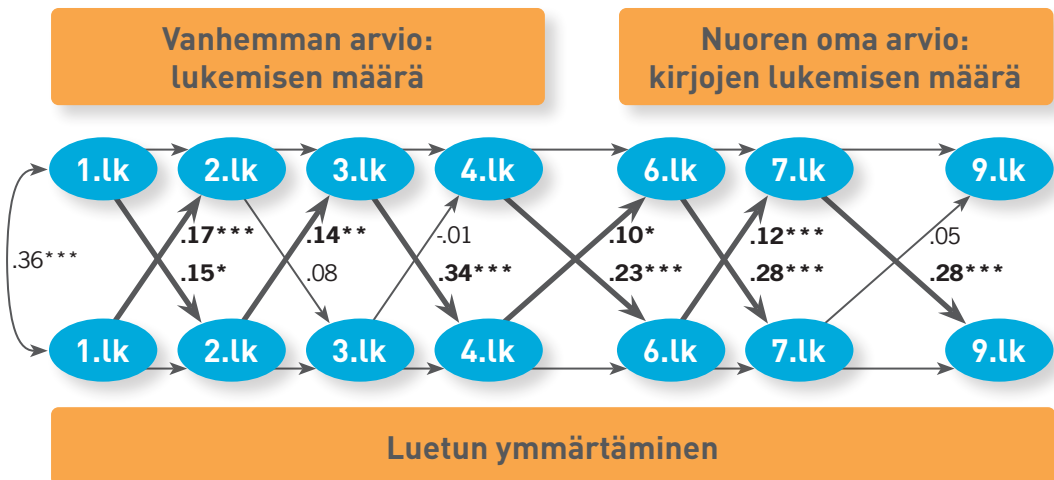 Vanhemman arvio:
lukemisen määrä
Nuoren oma arvio:
kirjojen lukemisen määrä
1.lk 2.lk 3.lk 4.lk 6.lk 7.lk 9.lk
.17*** .14** -.01 .10* .12*** .05
.36***
.15* .08 .34*** .23*** .28*** .28***
1.lk 2.lk 3.lk 4.lk 6.lk 7.lk 9.lk
Luetun ymmärtäminen